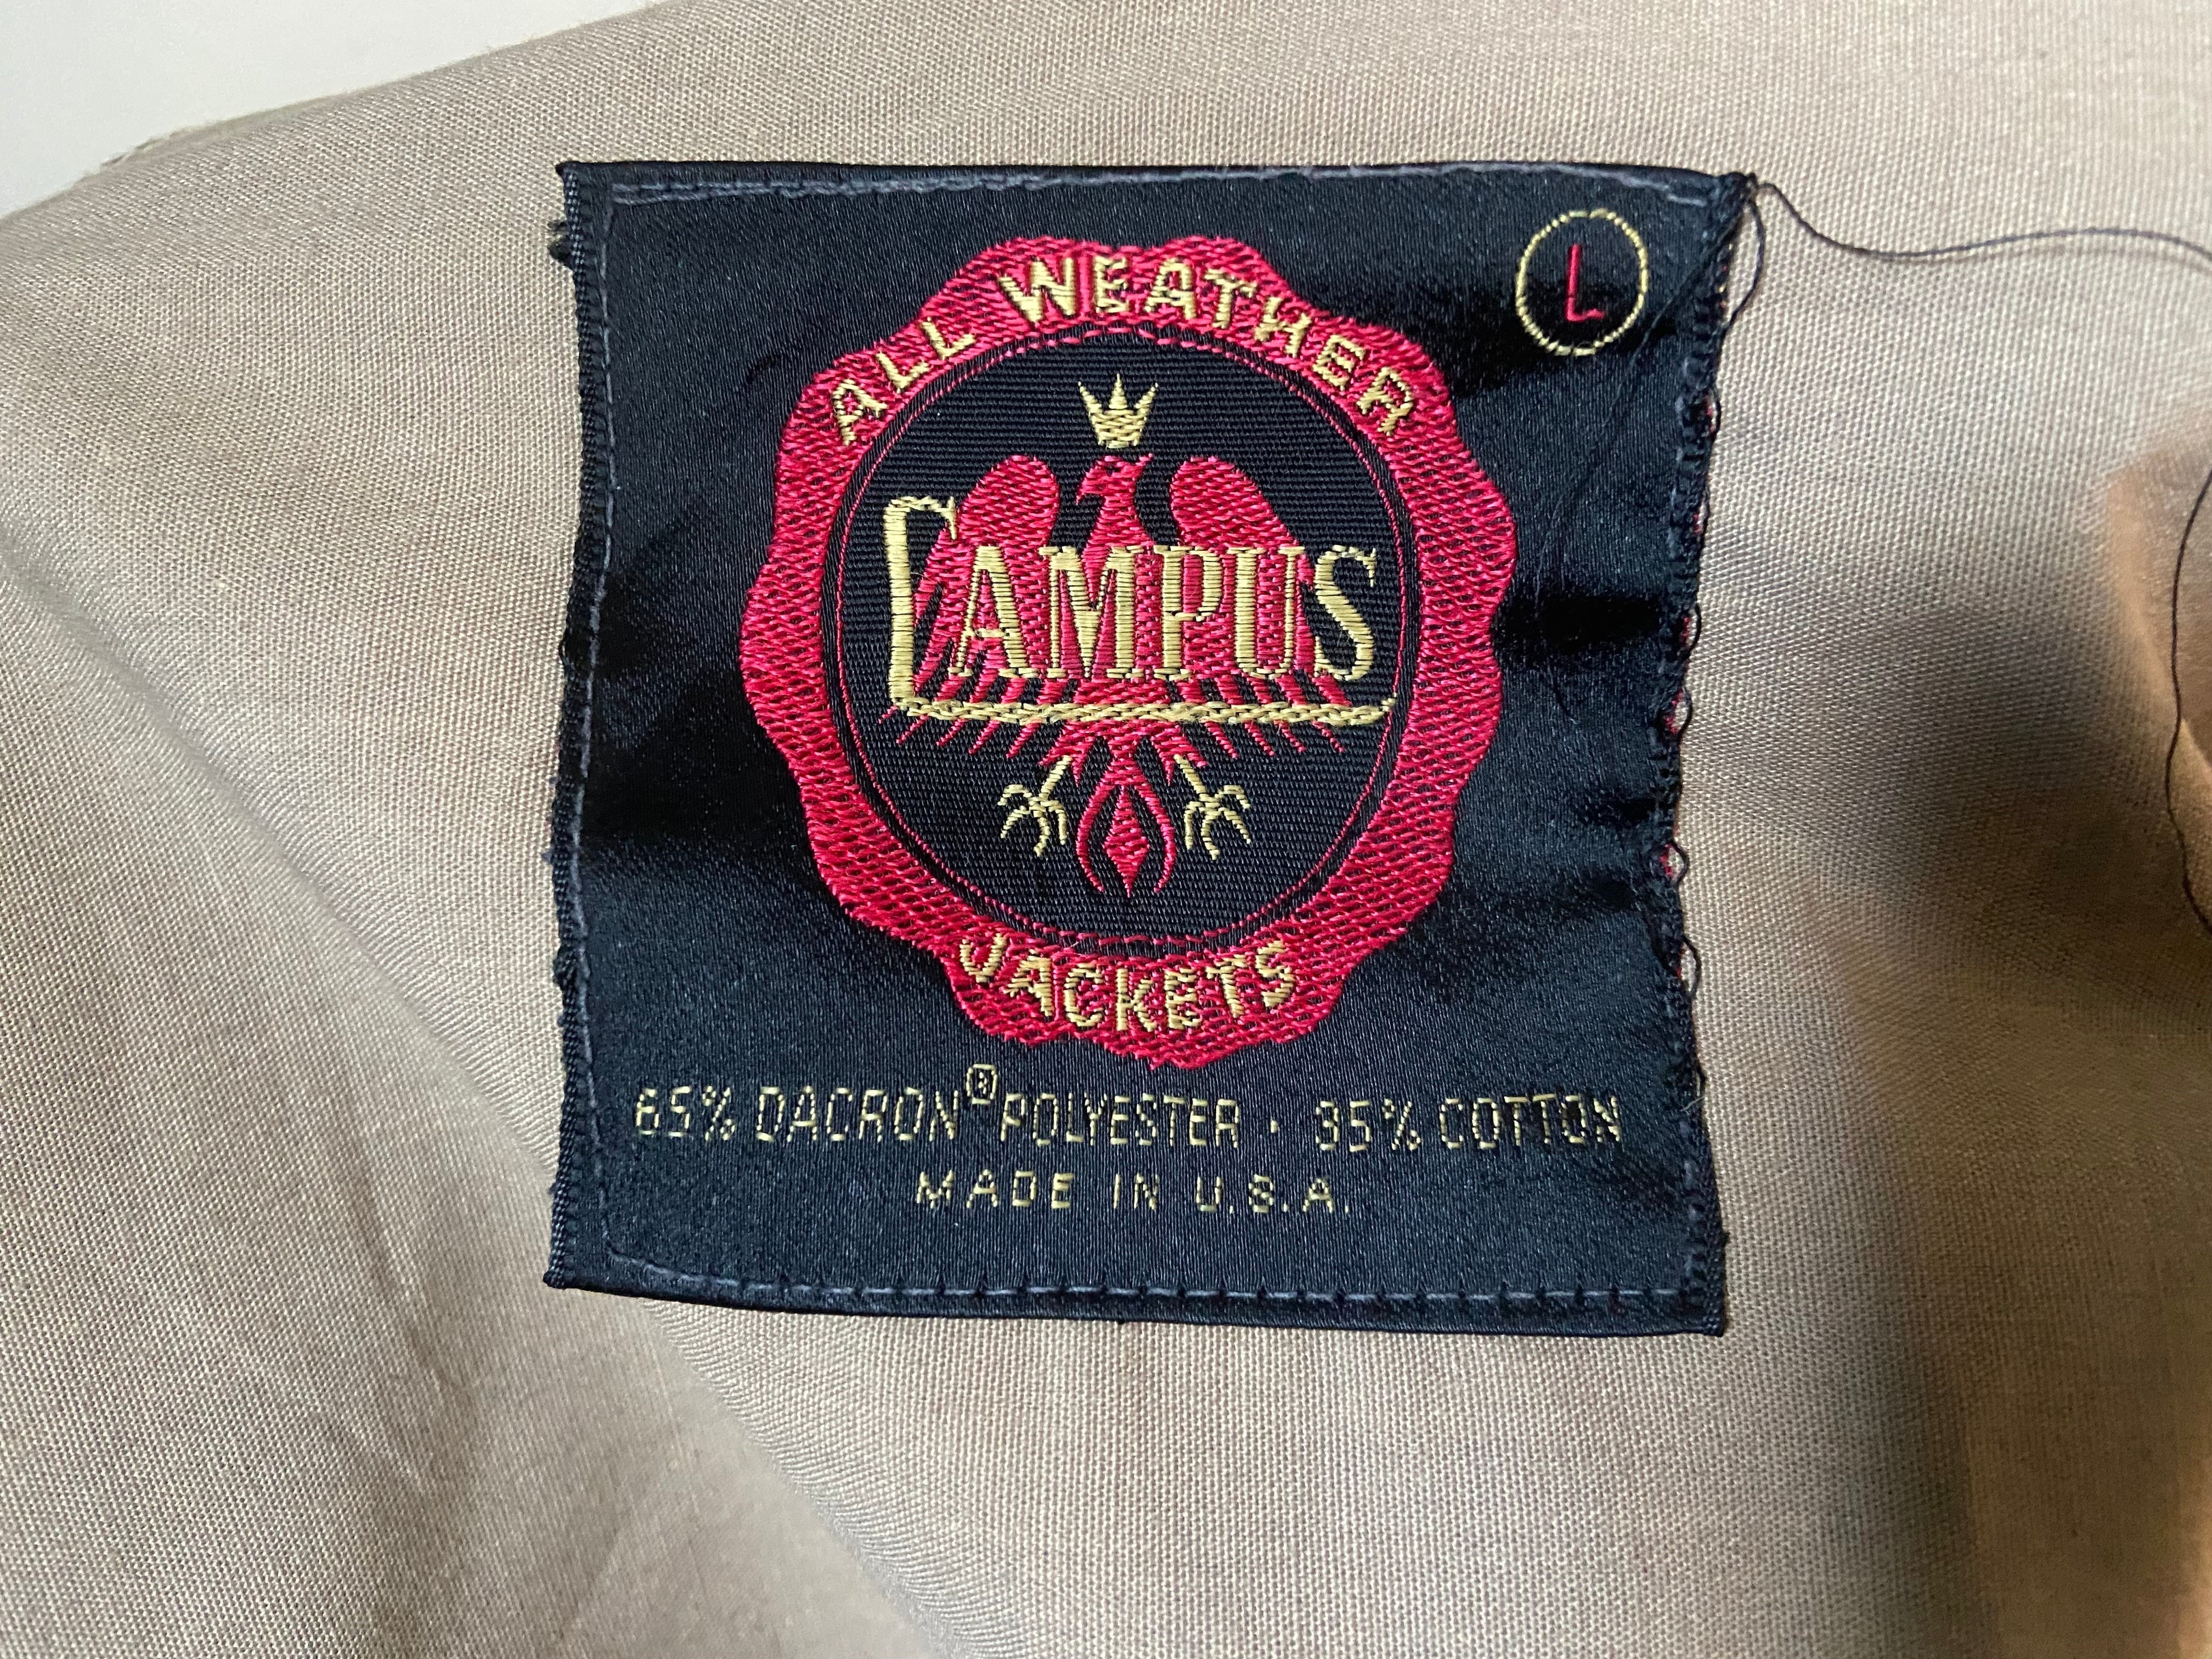 L
ALL WEATHER
CAMPUS
JACKETS
65% DACRON® POLYESTER · 35% COTTON
MADE IN U.S.A.